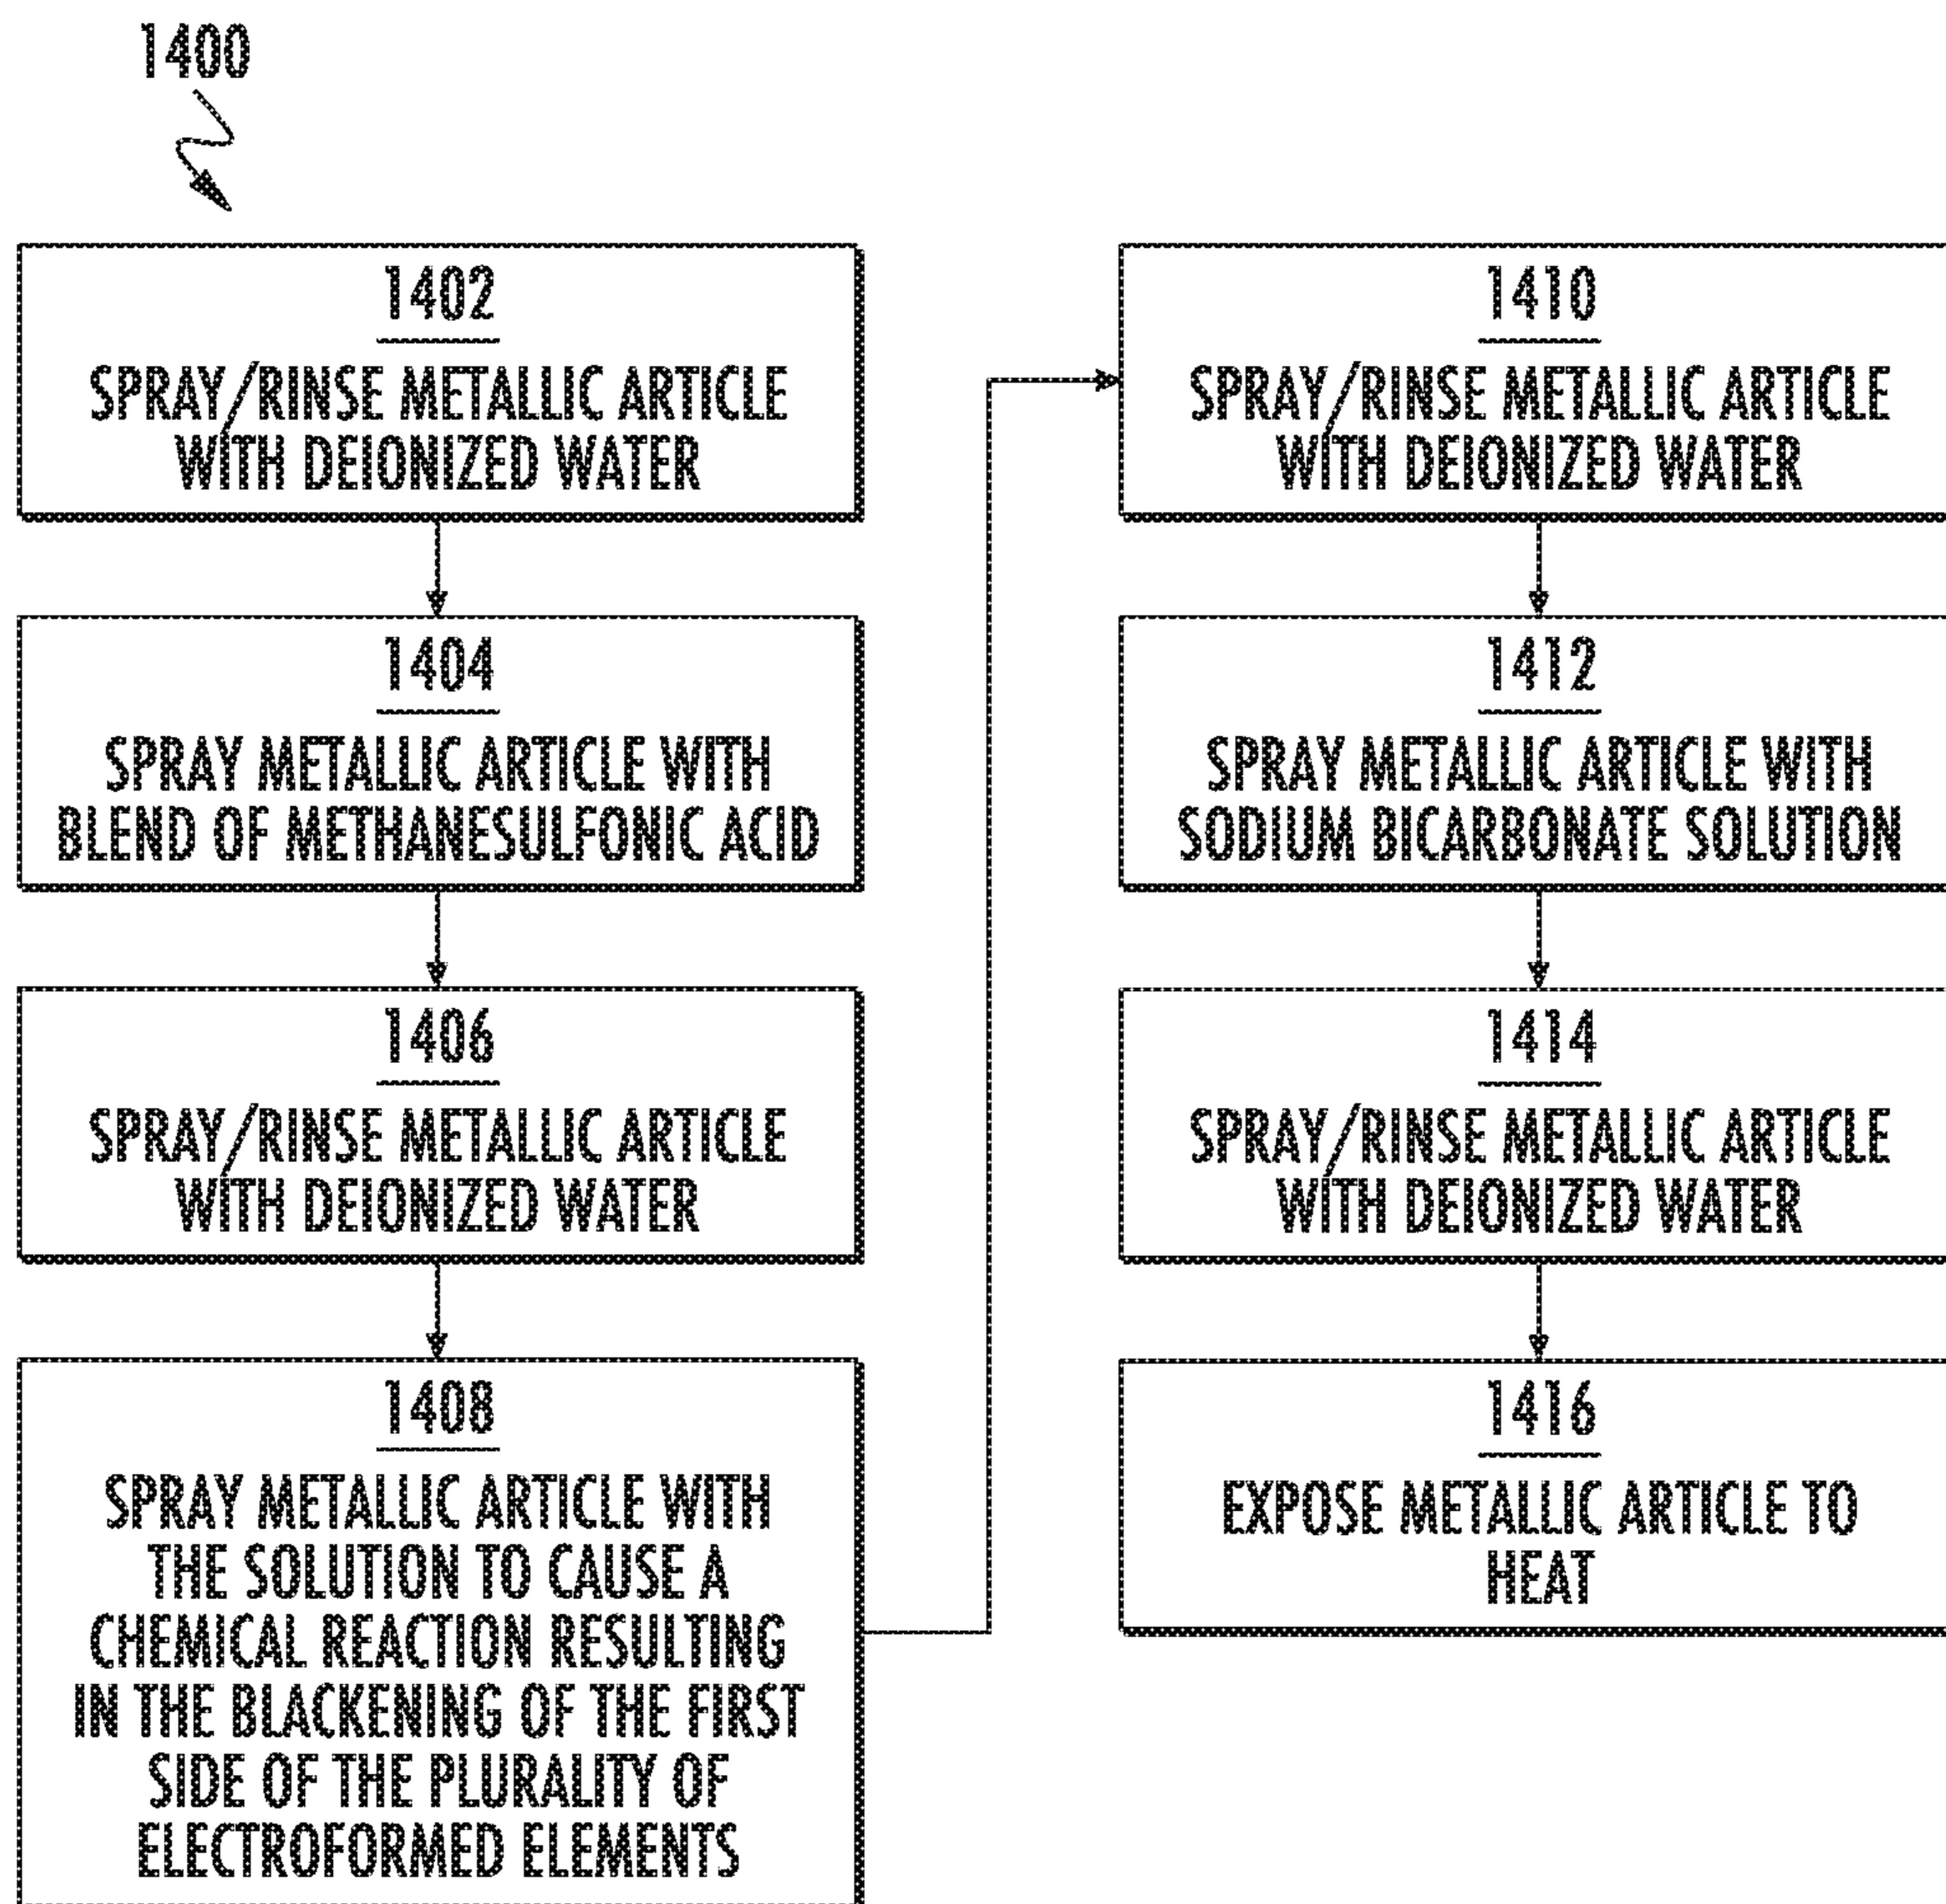 1400
1402
SPRAY/RINSE METALLIC ARTICLE
WITH DEIONIZED WATER
1404
SPRAY METALLIC ARTICLE WITH
BLEND OF METHANESULFONIC ACID
1406
SPRAY/RINSE METALLIC ARTICLE
WITH DEIONIZED WATER
1408
SPRAY METALLIC ARTICLE WITH
THE SOLUTION TO CAUSE A
CHEMICAL REACTION RESULTING
IN THE BLACKENING OF THE FIRST
SIDE OF THE PLURALITY OF
ELECTROFORMED ELEMENTS
1410
SPRAY/RINSE METALLIC ARTICLE
WITH DEIONIZED WATER
1412
SPRAY METALLIC ARTICLE WITH
SODIUM BICARBONATE SOLUTION
1414
SPRAY/RINSE METALLIC ARTICLE
WITH DEIONIZED WATER
1416
EXPOSE METALLIC ARTICLE TO
HEAT